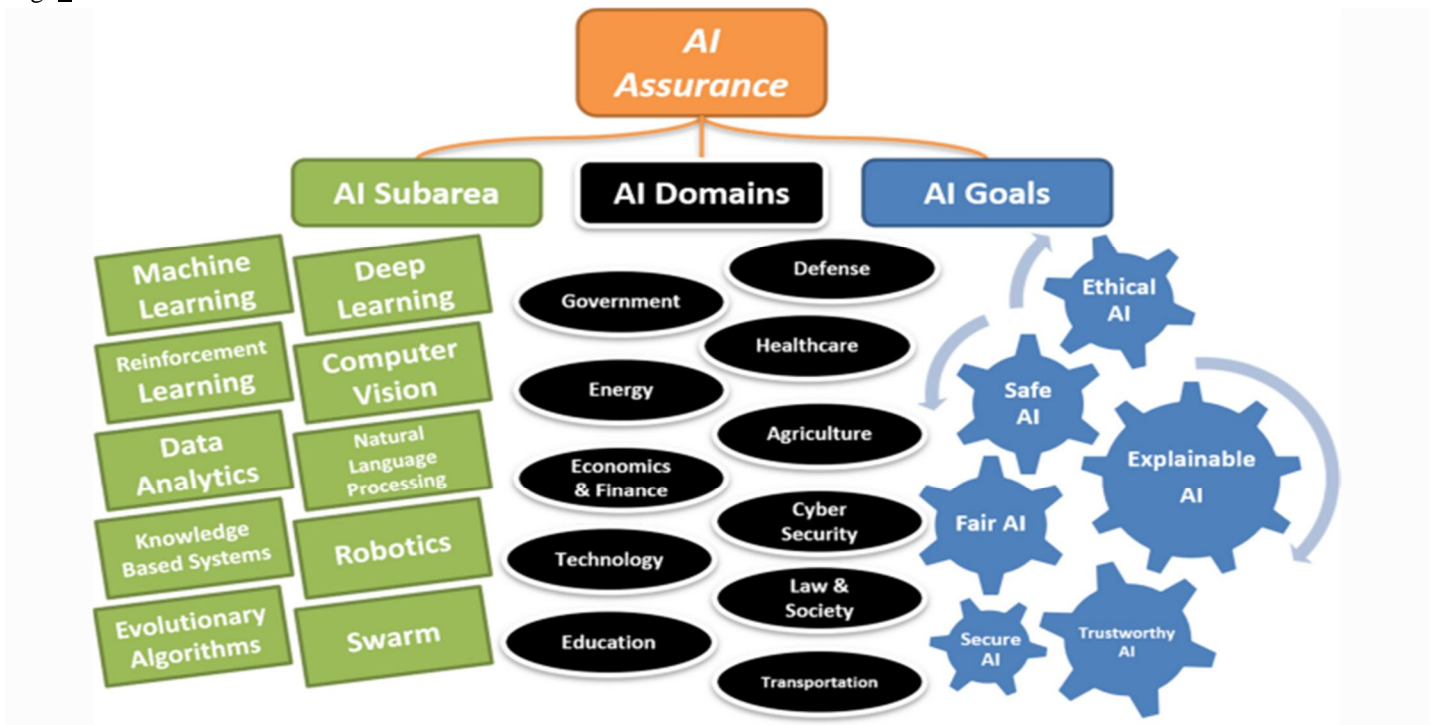 AI
Assurance
AI Subarea
AI Domains
AI Goals
Machine
Learning
Deep
Learning
Reinforcement
Learning
Computer
Vision
Data
Analytics
Natural
Language
Processing
Knowledge
Based Systems
Robotics
Evolutionary
Algorithms
Swarm
Defense
Government
Healthcare
Energy
Agriculture
Economics
& Finance
Cyber
Security
Technology
Law &
Society
Education
Transportation
Ethical
AI
Safe
AI
Explainable
AI
Fair AI
Secure
AI
Trustworthy
AI